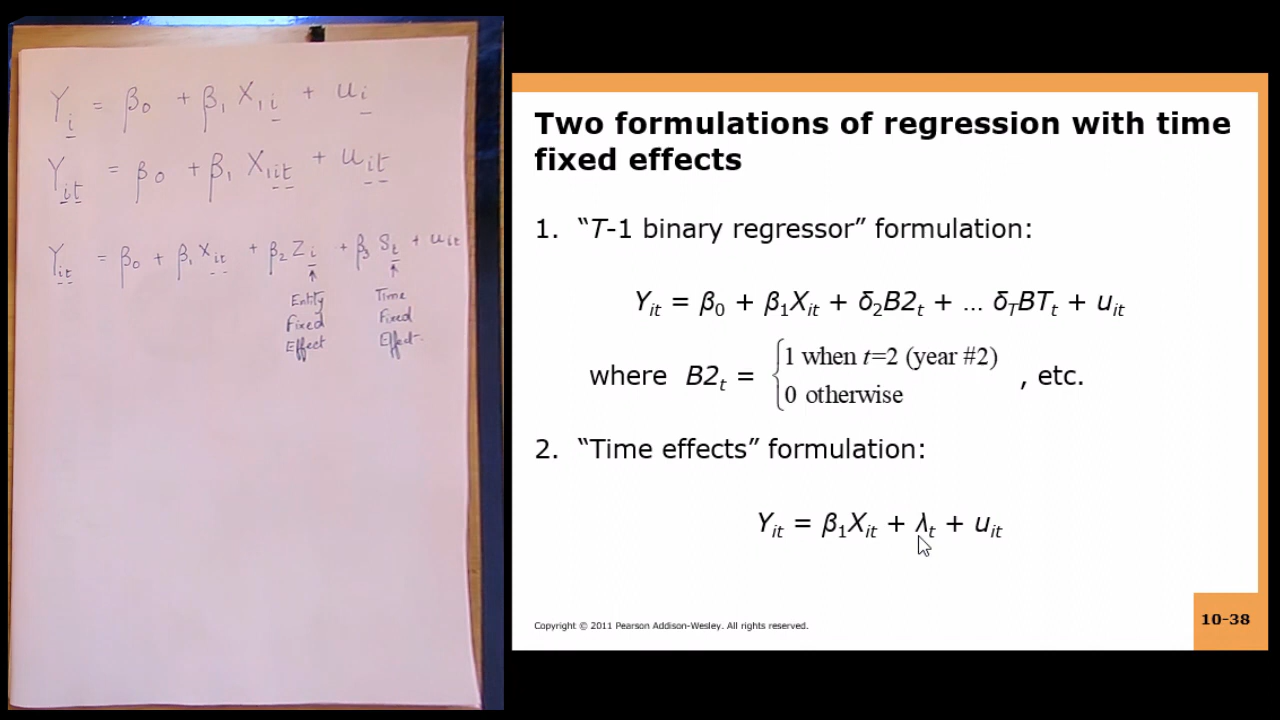 Y_i = β_0 + β_1 X_1i + u_i
Y_it = β_0 + β_1 X_1it + u_it
Y_it = β_0 + β_1 X_it + β_2 Z_i + β_3 S_t + u_it
Entity Time
Fixed Fixed
Effect Effect.
Two formulations of regression with time
fixed effects
1. “T-1 binary regressor” formulation:
Y_it = β_0 + β_1X_it + δ_2B2_t + … δ_TBT_t + u_it
where B2_t = {1 when t=2 (year #2) , etc.
0 otherwise
2. “Time effects” formulation:
Y_it = β_1X_it + λ_t + u_it
Copyright © 2011 Pearson Addison-Wesley. All rights reserved.
10-38